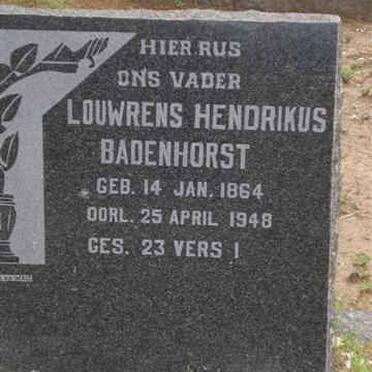 HIER RUS
ONS VADER
LOUWRENS HENDRIKUS
BADENHORST
GEB. 14 JAN. 1864
OORL. 25 APRIL 1948
GES. 23 VERS 1